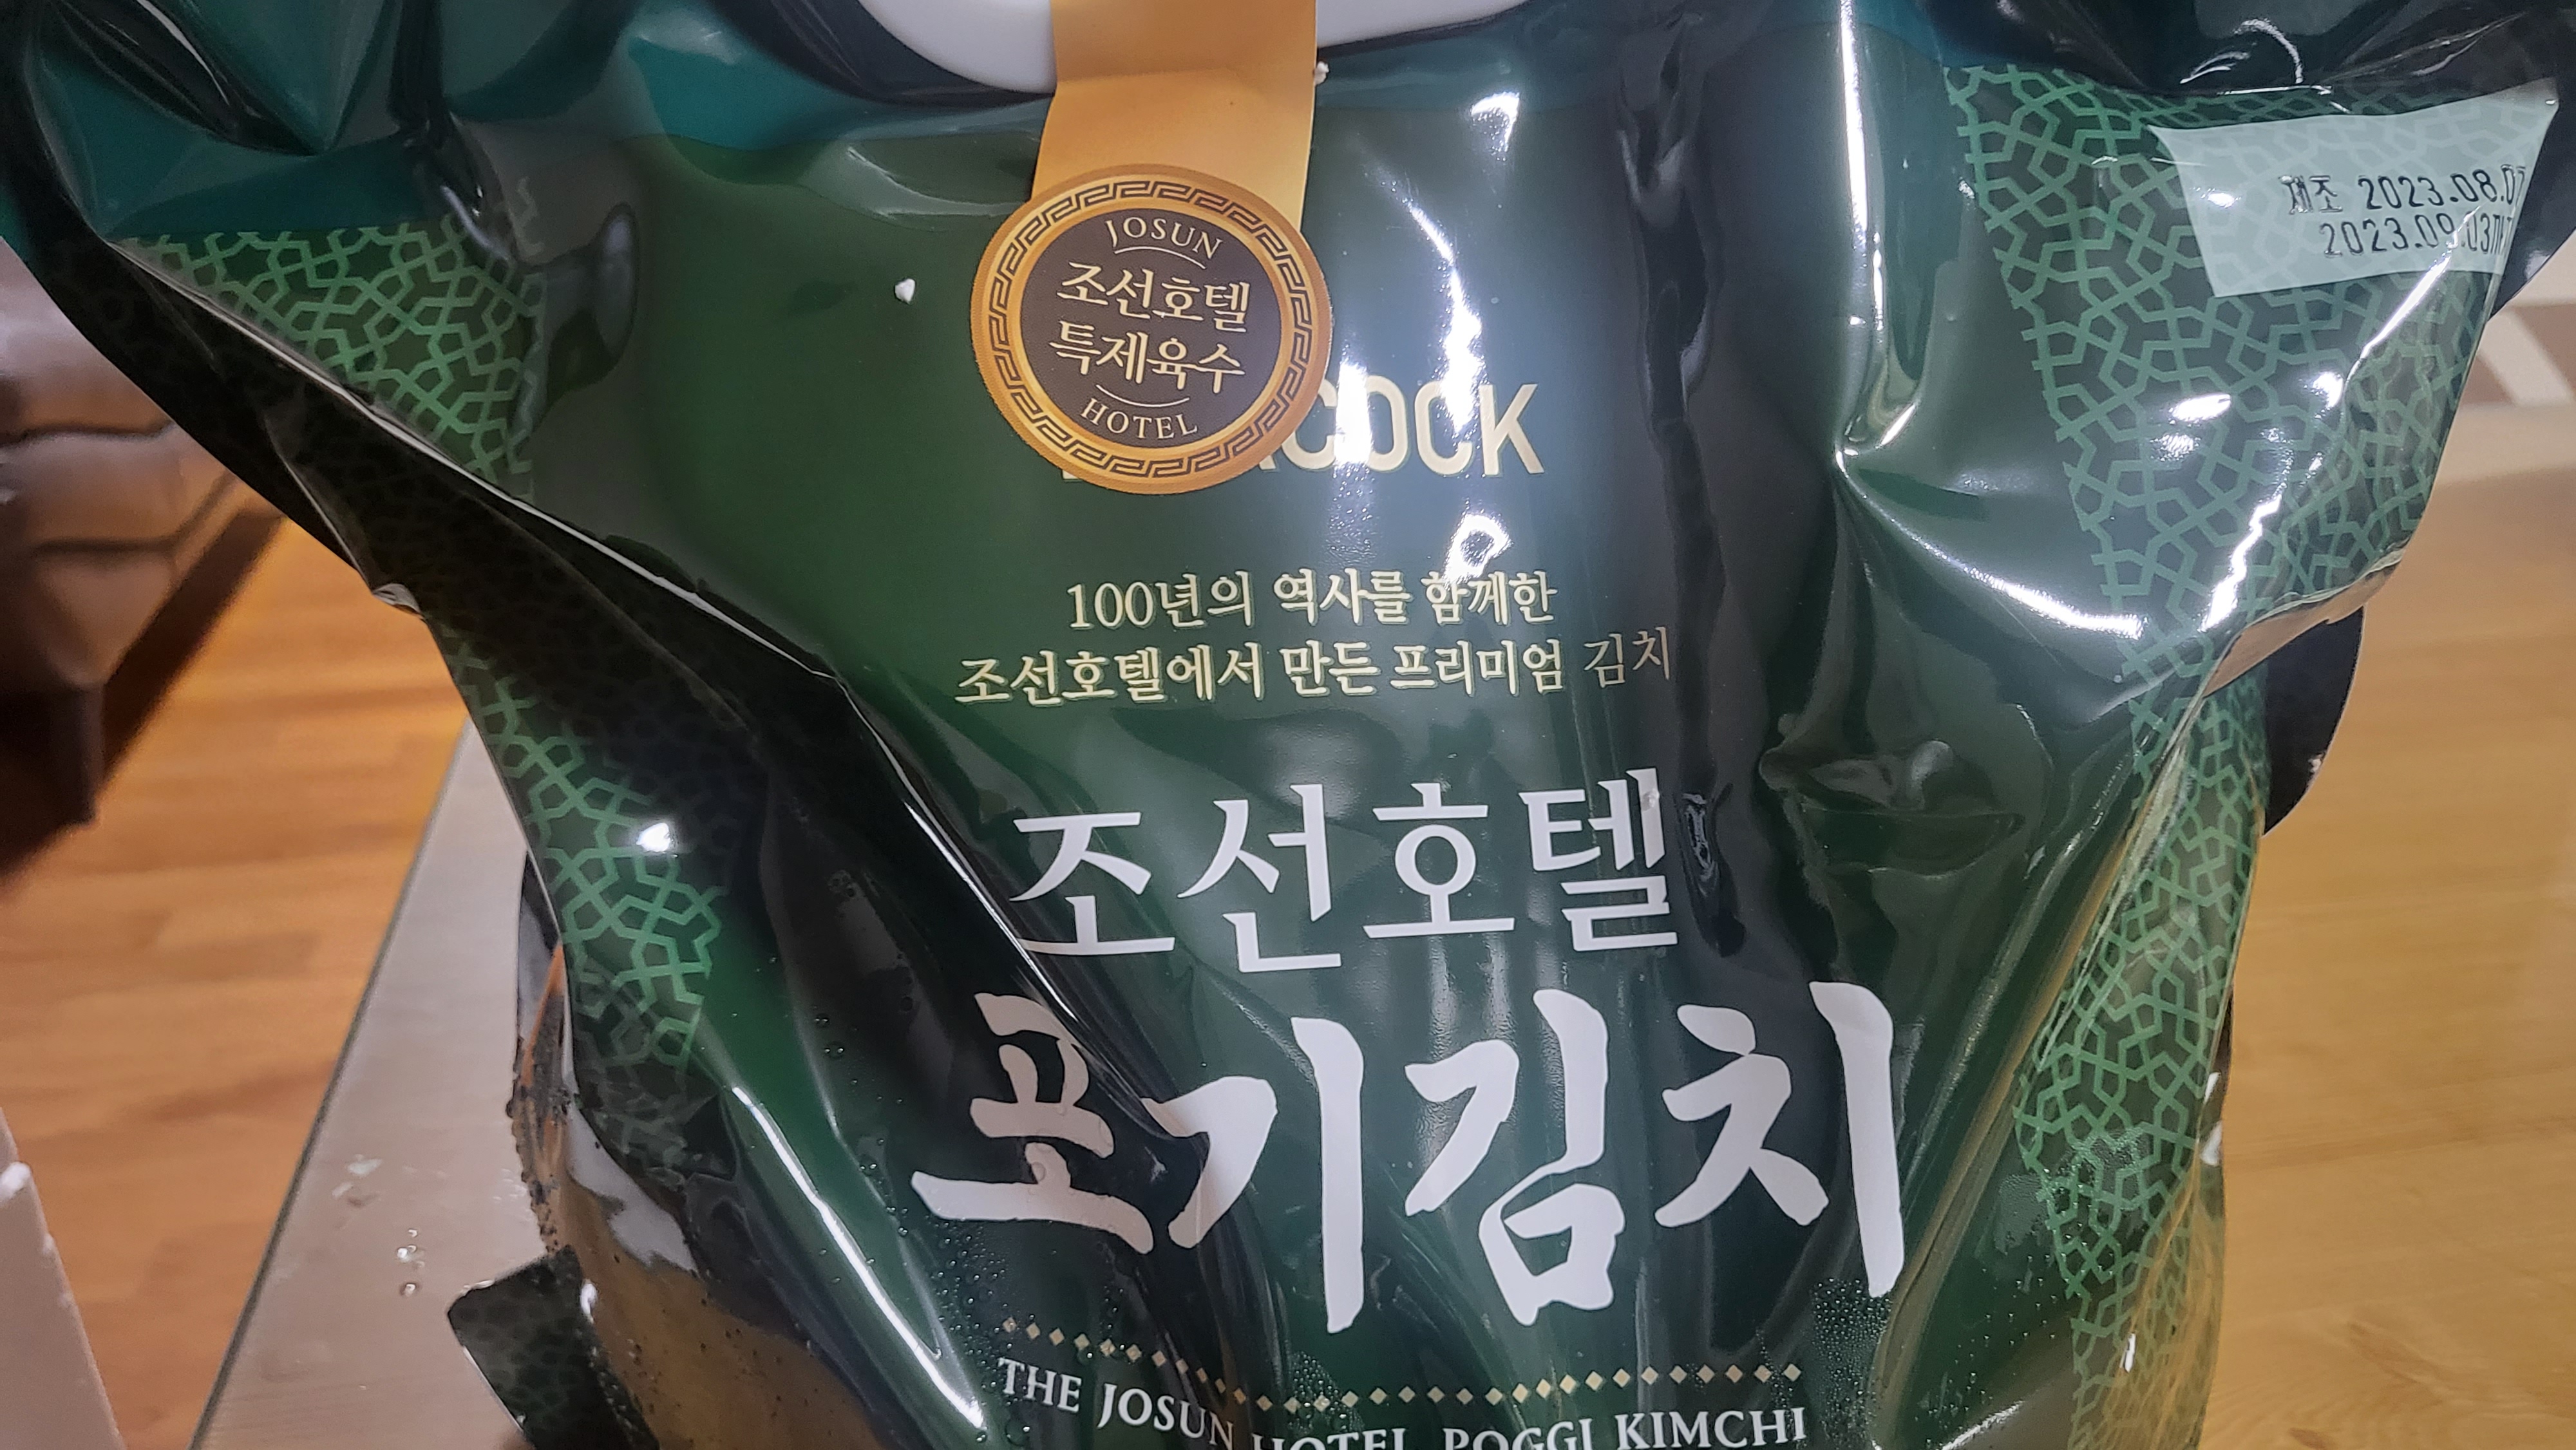 JOSUN
조선호텔
특제육수
HOTEL
제조 2023.08.0
2023.09.03
100년의 역사를 함께한
조선호텔에서 만든 프리미엄 김치
조선호텔
포기김치
THE JOSUN HOTEL POGGI KIMCHI